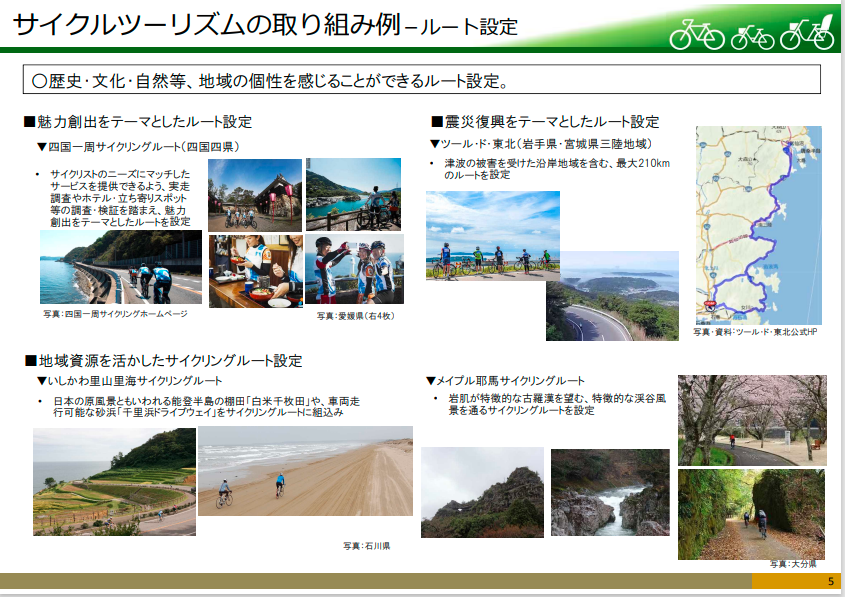 サイクルツーリズムの取り組み例－ルート設定
〇歴史・文化・自然等、地域の個性を感じることができるルート設定。
■魅力創出をテーマとしたルート設定
▼四国一周サイクリングルート(四国四県)
• サイクリストのニーズにマッチした
サービスを提供できるよう、実走
調査やホテル・立ち寄りスポット
等の調査・検証を踏まえ、魅力
創出をテーマとしたルートを設定
写真：四国一周サイクリングホームページ
写真：愛媛県(右4枚)
■震災復興をテーマとしたルート設定
▼ツール・ド・東北(岩手県・宮城県三陸地域)
• 津波の被害を受けた沿岸地域を含む、最大210km
のルートを設定
写真・資料：ツール・ド・東北公式HP
■地域資源を活かしたサイクリングルート設定
▼いしかわ里山里海サイクルルート
• 日本の原風景ともいわれる能登半島の棚田「白米千枚田」や、車両走
行可能な砂浜「千里浜ドライブウェイ」をサイクリングルートに組込み
写真：石川県
▼メイプル耶馬サイクルルート
• 岩肌が特徴的な古羅漢を望む、特徴的な渓谷風
景を通るサイクリングルートを設定
写真：大分県
5